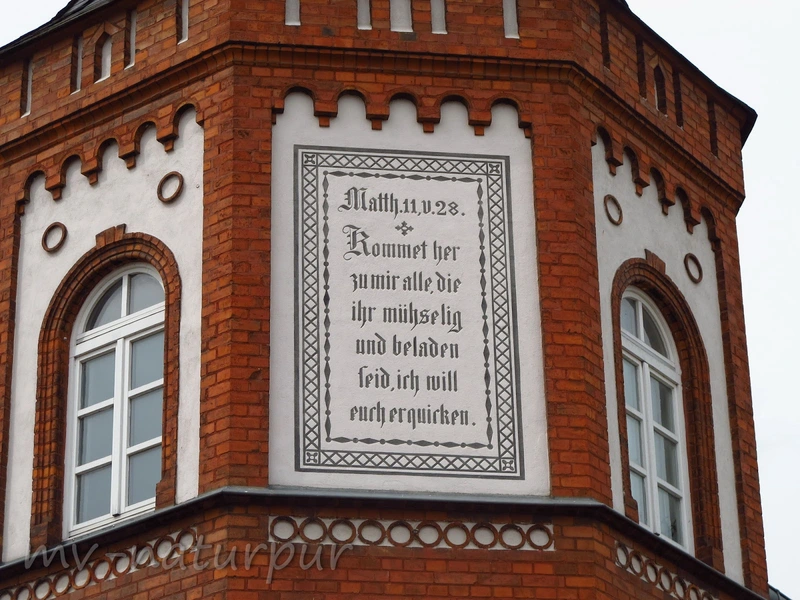 Matth.11,v.28.
Kommet her
zu mir alle, die
ihr mühselig
und beladen
seid, ich will
euch erquicken.
mv-naturpur